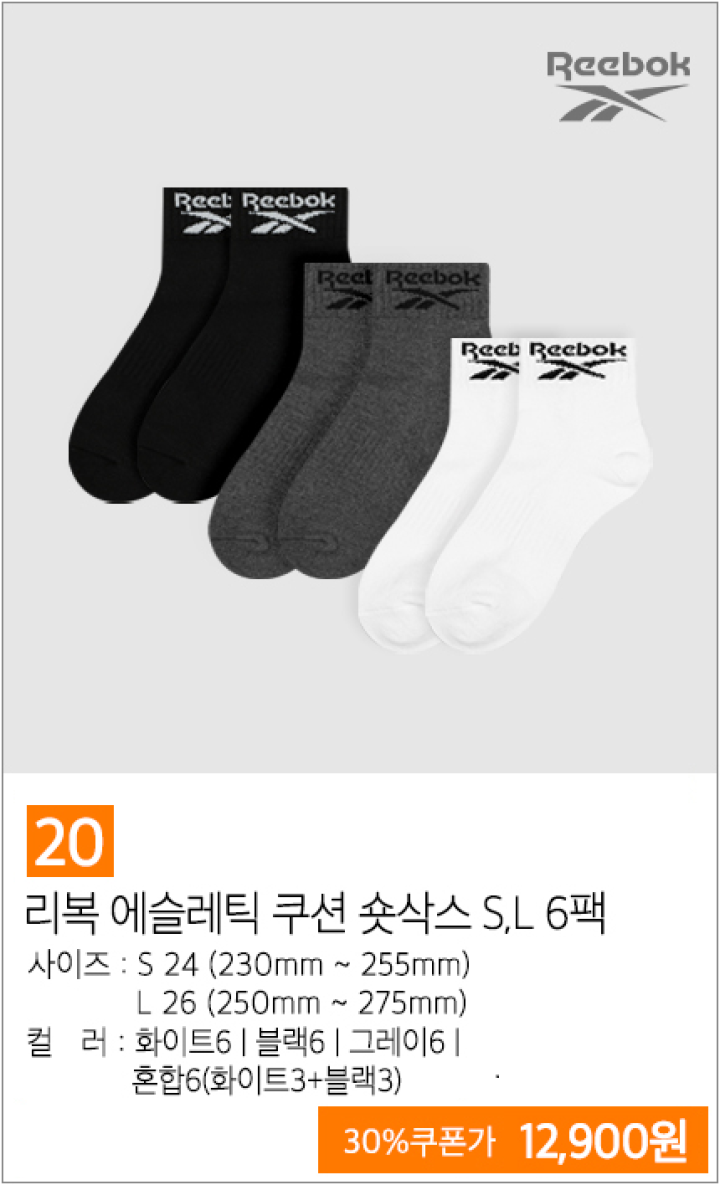 Reebok
Reeb Reebok
Reeb Reebok
Reeb Reebok
20
리복 에슬레틱 쿠션 숏삭스 S,L 6팩
사이즈 : S 24 (230mm ~ 255mm)
L 26 (250mm ~ 275mm)
컬 러 : 화이트6 | 블랙6 | 그레이6 |
혼합6(화이트3+블랙3)
30%쿠폰가 12,900원